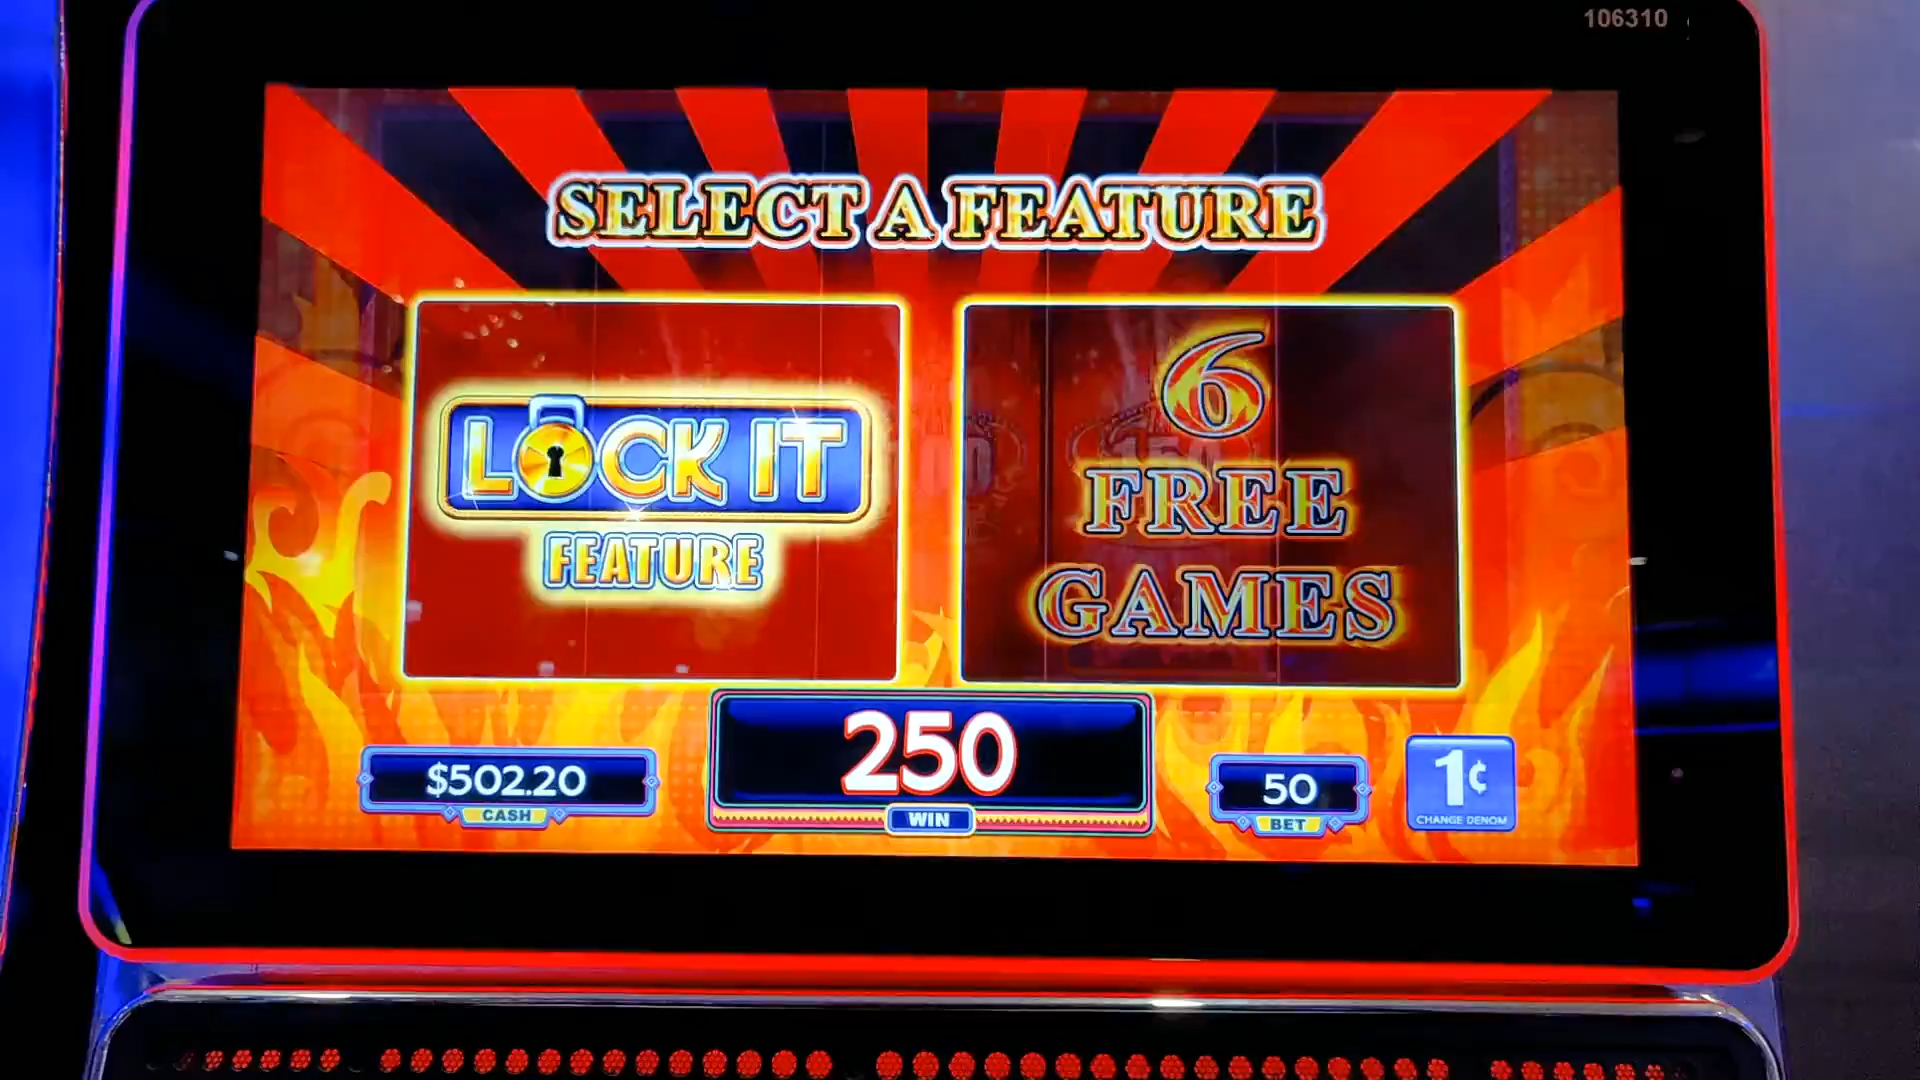 106310
SELECT A FEATURE
LOCK IT
FEATURE
6
FREE
GAMES
250
WIN
$502.20
CASH
50
BET
1¢
CHANGE DENOM